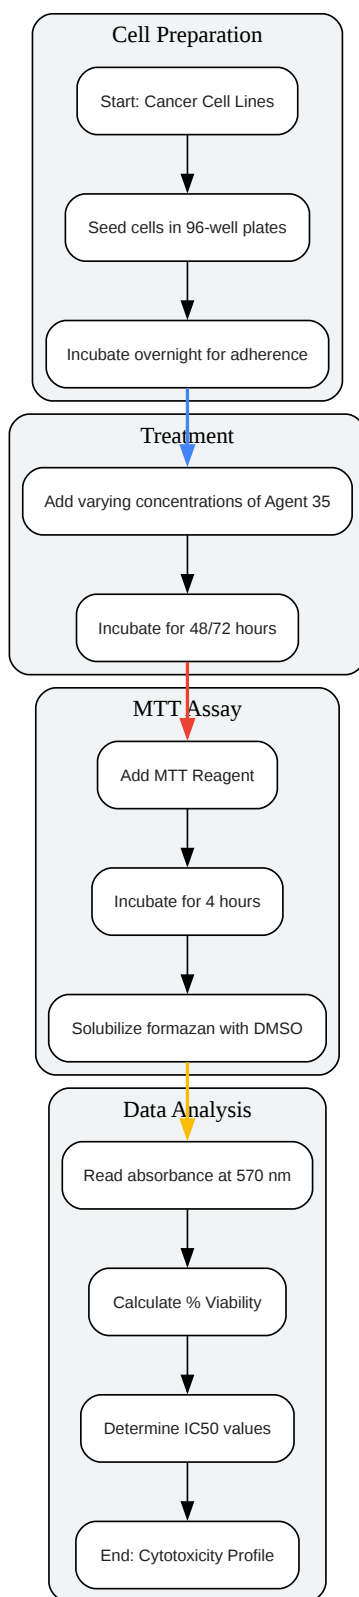 Cell Preparation
Start: Cancer Cell Lines
Seed cells in 96-well plates
Incubate overnight for adherence
Treatment
Add varying concentrations of Agent 35
Incubate for 48/72 hours
MTT Assay
Add MTT Reagent
Incubate for 4 hours
Solubilize formazan with DMSO
Data Analysis
Read absorbance at 570 nm
Calculate % Viability
Determine IC50 values
End: Cytotoxicity Profile